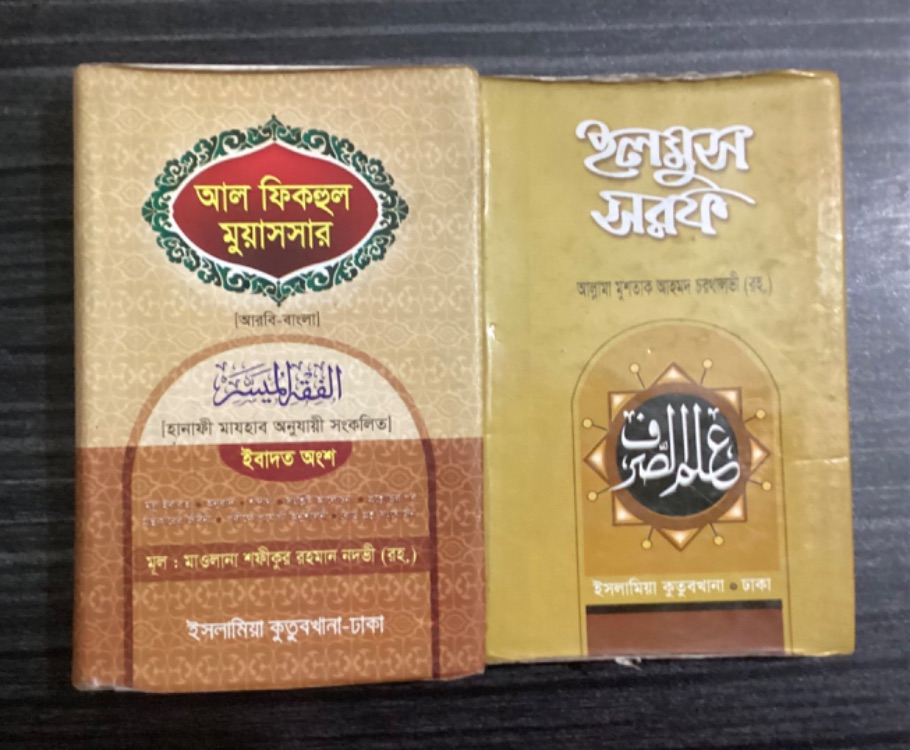 আল ফিকহুল
মুয়াসসার
[আরবি-বাংলা]
الفقه الميسر
[হানাফী মাযহাব অনুযায়ী সংকলিত]
ইবাদত অংশ
মূল : মাওলানা শফীকুর রহমান নদভী (রহ.)
ইসলামিয়া কুতুবখানা-ঢাকা
ইলমুস
সরফ
আল্লামা মুশতাক আহমদ চরথালভী (রহ.)
علم الصرف
ইসলামিয়া কুতুবখানা • ঢাকা